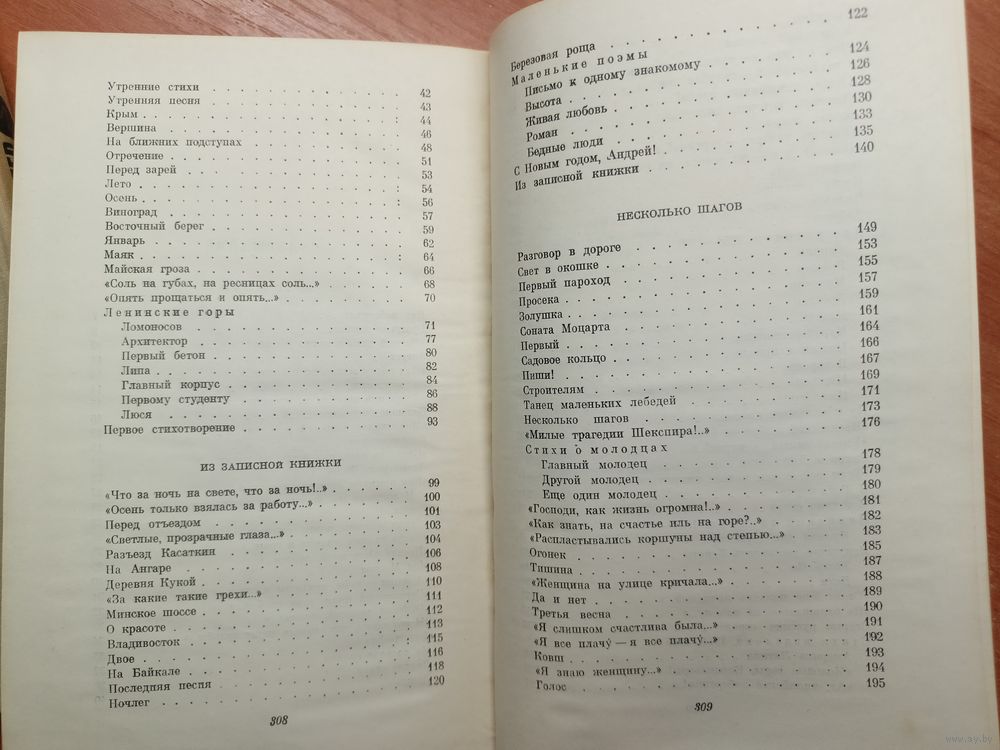 Утренние стихи . . . . . . . . . . 42
Утренняя песня . . . . . . . . . . 43
Крым . . . . . . . . . . 44
Вершина . . . . . . . . . . 46
На ближних подступах . . . . . . . . . . 48
Отречение . . . . . . . . . . 51
Перед зарей . . . . . . . . . . 53
Лето . . . . . . . . . . 54
Осень . . . . . . . . . . 56
Виноград . . . . . . . . . . 57
Восточный берег . . . . . . . . . . 59
Январь . . . . . . . . . . 62
Маяк . . . . . . . . . . 64
Майская гроза . . . . . . . . . . 66
«Соль на губах, на ресницах соль...» . . . . . 68
«Опять прощаться и опять...» . . . . . . 70
Ленинские горы
Ломоносов . . . . . . . . . . 71
Архитектор . . . . . . . . . . 77
Первый бетон . . . . . . . . . . 80
Липа . . . . . . . . . . 82
Главный корпус . . . . . . . . . . 84
Первому студенту . . . . . . . . . . 86
Люся . . . . . . . . . . 88
Первое стихотворение . . . . . . . . . . 93
ИЗ ЗАПИСНОЙ КНИЖКИ
«Что за ночь на свете, что за ночь!..» . . . . . 99
«Осень только взялась за работу...» . . . . . 100
Перед отъездом . . . . . . . . . . 101
«Светлые, прозрачные глаза...» . . . . . . 103
Разъезд Касаткин . . . . . . . . . . 104
На Ангаре . . . . . . . . . . 106
Деревня Кукой . . . . . . . . . . 108
«За какие такие грехи...» . . . . . . . 110
Минское шоссе . . . . . . . . . . 111
О красоте . . . . . . . . . . 112
Владивосток . . . . . . . . . . 113
Двое . . . . . . . . . . 115
На Байкале . . . . . . . . . . 116
Последняя песня . . . . . . . . . . 118
Ночлег . . . . . . . . . . 120
308
Березовая роща . . . . . . . . . . 122
Маленькие поэмы
Письмо к одному знакомому . . . . . . 124
Высота . . . . . . . . . . 126
Живая любовь . . . . . . . . . . 128
Роман . . . . . . . . . . 130
Бедные люди . . . . . . . . . . 133
С Новым годом, Андрей! . . . . . . . . 135
Из записной книжки . . . . . . . . . . 140
НЕСКОЛЬКО ШАГОВ
Разговор в дороге . . . . . . . . . . 149
Свет в окошке . . . . . . . . . . 153
Первый пароход . . . . . . . . . . 155
Просека . . . . . . . . . . 157
Золушка . . . . . . . . . . 159
Соната Моцарта . . . . . . . . . . 161
Первый . . . . . . . . . . 164
Садовое кольцо . . . . . . . . . . 166
Пиши! . . . . . . . . . . 167
Строителям . . . . . . . . . . 169
Танец маленьких лебедей . . . . . . . 171
Несколько шагов . . . . . . . . . . 173
«Милые трагедии Шекспира!..» . . . . . . 176
Стихи о молодцах
Главный молодец . . . . . . . . . . 178
Другой молодец . . . . . . . . . . 179
Еще один молодец . . . . . . . . . . 180
«Господи, как жизнь огромна!..» . . . . . . 181
«Как знать, на счастье иль на горе?..» . . . . . 182
«Распластывались коршуны над степью...» . . . . 183
Огонек . . . . . . . . . . 185
Тишина . . . . . . . . . . 187
«Женщина на улице кричала...» . . . . . . 188
Да и нет . . . . . . . . . . 189
Третья весна . . . . . . . . . . 190
«Я слишком счастлива была...» . . . . . . 191
«Я все плачу́ — я все плачу́...» . . . . . . 192
Ковш . . . . . . . . . . 193
«Я знаю женщину...» . . . . . . . . 194
Голос . . . . . . . . . . 195
309
www.ay.by